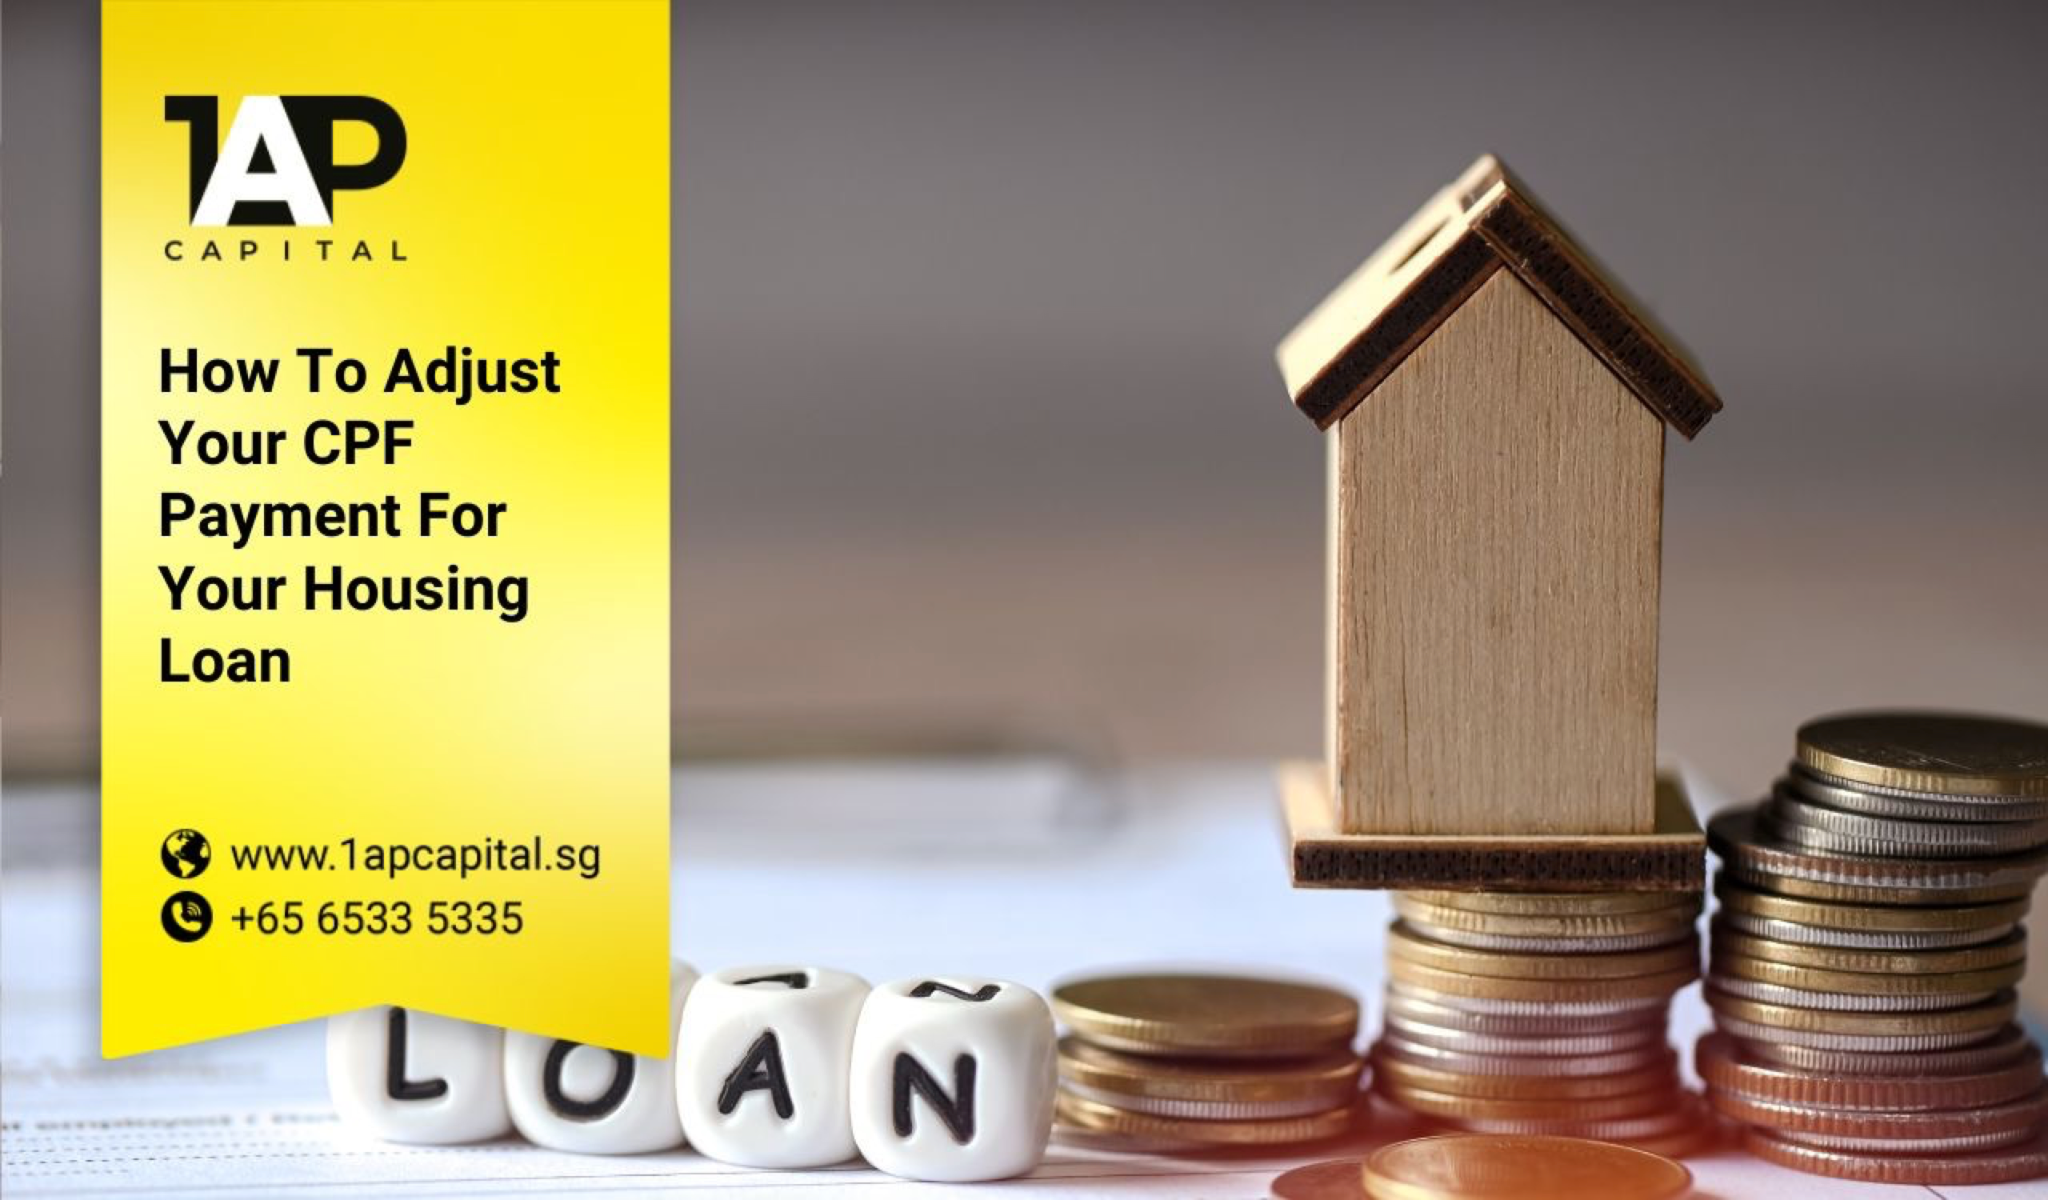 1AP
CAPITAL
How To Adjust
Your CPF
Payment For
Your Housing
Loan
www.1apcapital.sg
+65 6533 5335
LOAN